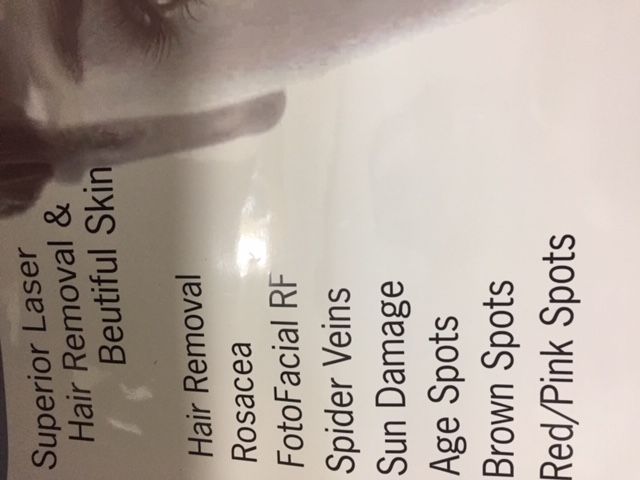 Superior Laser
Hair Removal &
Beutiful Skin
Hair Removal
Rosacea
FotoFacial RF
Spider Veins
Sun Damage
Age Spots
Brown Spots
Red/Pink Spots